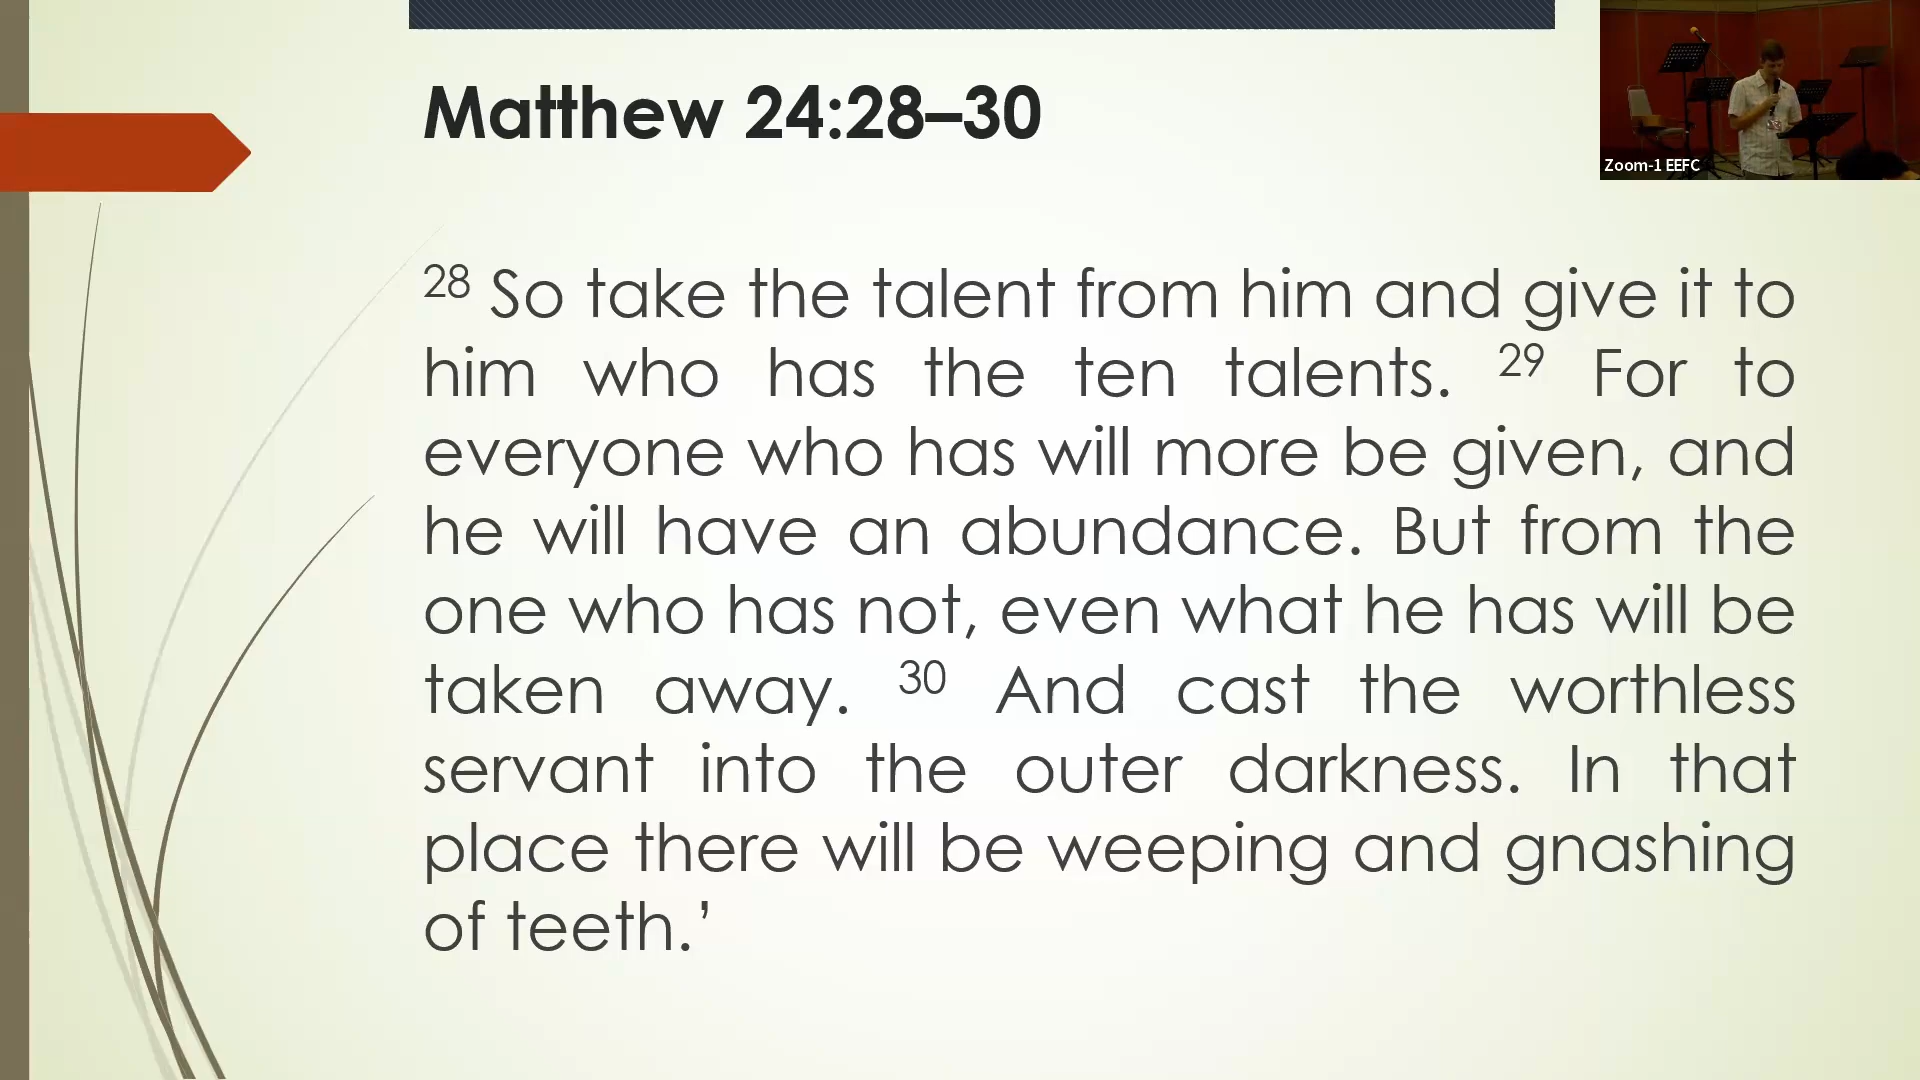 Matthew 24:28–30
Zoom-1 EEFC
28 So take the talent from him and give it to
him who has the ten talents. 29 For to
everyone who has will more be given, and
he will have an abundance. But from the
one who has not, even what he has will be
taken away. 30 And cast the worthless
servant into the outer darkness. In that
place there will be weeping and gnashing
of teeth.’